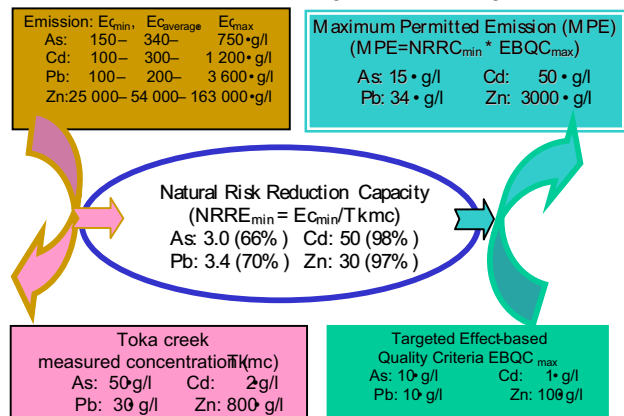 Emission: Ecmin, Ecaverage Ecmax
As: 150– 340– 750•g/l
Cd: 100– 300– 1 200•g/l
Pb: 100– 200– 3 600•g/l
Zn:25 000– 54 000– 163 000•g/l
Maximum Permitted Emission (MPE)
(MPE=NRRCmin * EBQCmax)
As: 15• g/l Cd: 50• g/l
Pb: 34• g/l Zn: 3000• g/l
Natural Risk Reduction Capacity
(NRREmin = Ecmin/Tkmc)
As: 3.0 (66%) Cd: 50 (98%)
Pb: 3.4 (70%) Zn: 30 (97%)
Toka creek
measured concentration(Tkmc)
As: 50•g/l Cd: 2•g/l
Pb: 30•g/l Zn: 800•g/l
Targeted Effect-based
Quality Criteria EBQC max
As: 10•g/l Cd: 1•g/l
Pb: 10•g/l Zn: 100•g/l